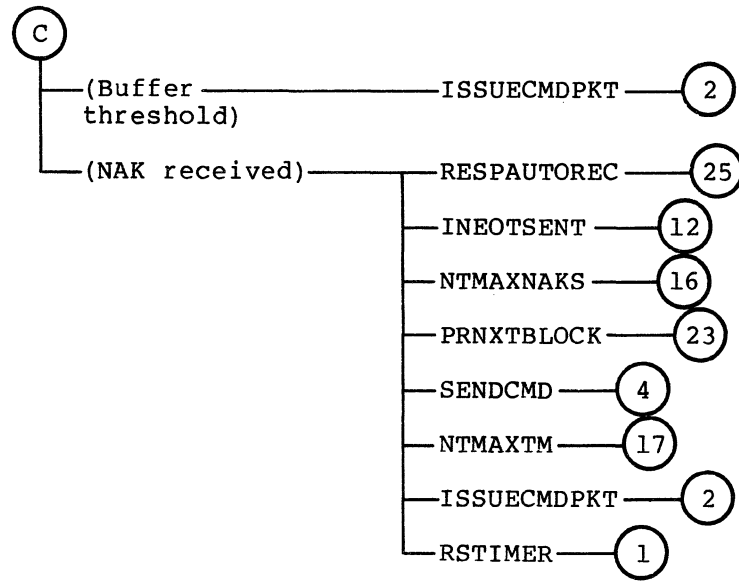 C
(Buffer threshold) ISSUECMDPKT 2
(NAK received) RESPAUTOREC 25
INEOTSENT 12
NTMAXNAKS 16
PRNXTBLOCK 23
SENDCMD 4
NTMAXTM 17
ISSUECMDPKT 2
RSTIMER 1